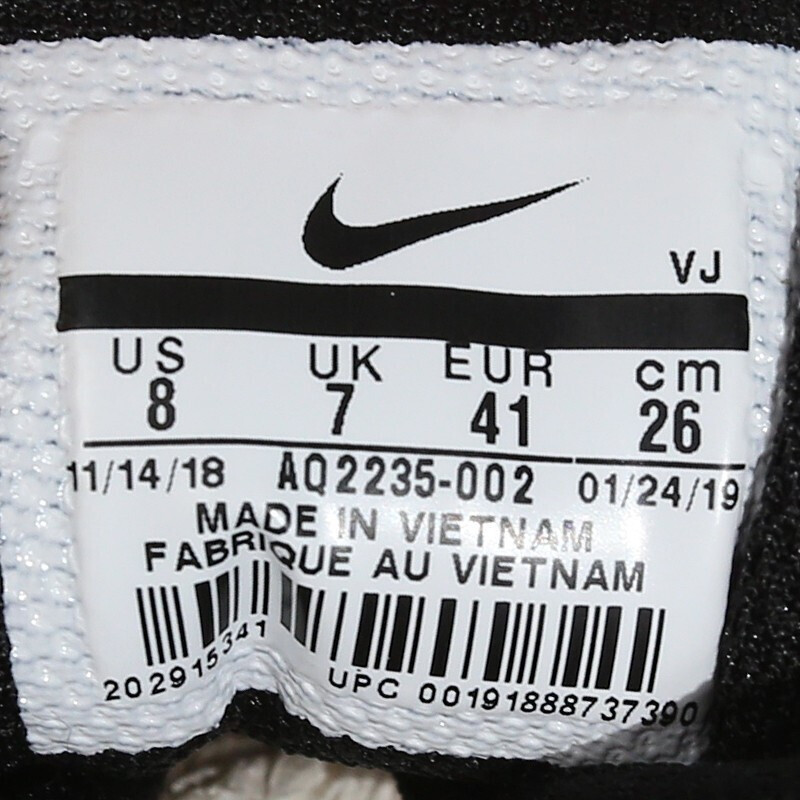 VJ
US UK EUR cm
8 7 41 26
11/14/18 AQ2235-002 01/24/19
MADE IN VIETNAM
FABRIQUE AU VIETNAM
202915341 UPC 00191888737390